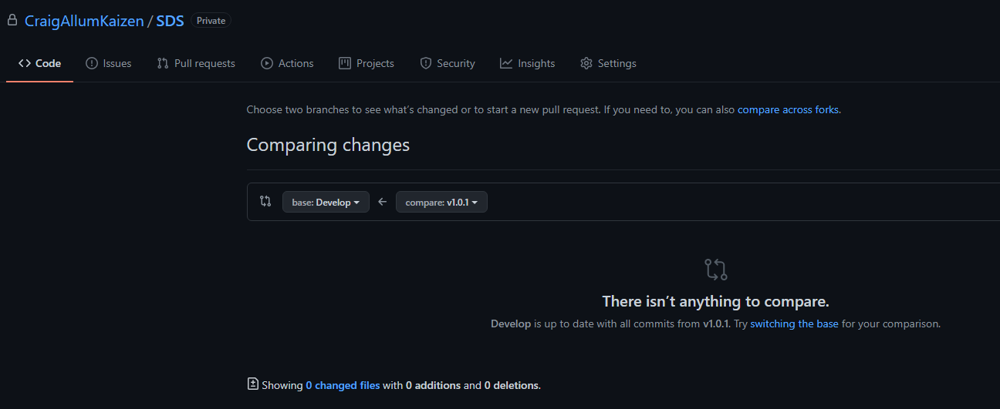 CraigAllumKaizen / SDS Private
Code Issues Pull requests Actions Projects Security Insights Settings
Choose two branches to see what's changed or to start a new pull request. If you need to, you can also compare across forks.
Comparing changes
base: Develop compare: v1.0.1
There isn't anything to compare.
Develop is up to date with all commits from v1.0.1. Try switching the base for your comparison.
Showing 0 changed files with 0 additions and 0 deletions.